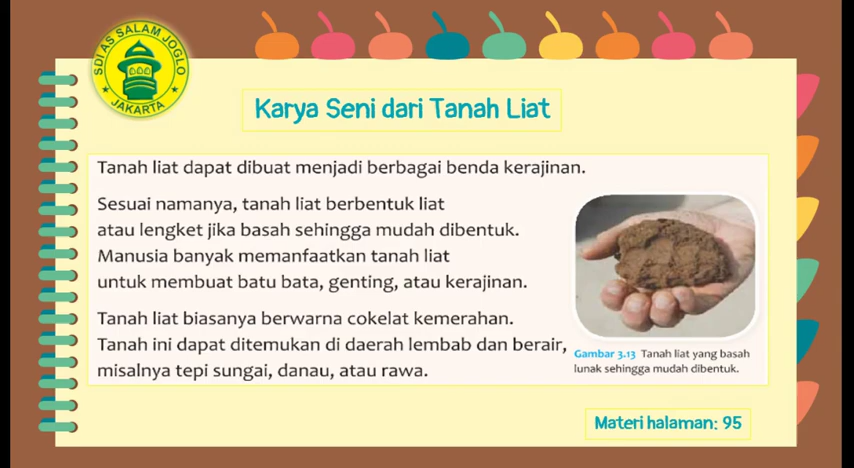 SDI AS SALAM JOGLO
JAKARTA
Karya Seni dari Tanah Liat
Tanah liat dapat dibuat menjadi berbagai benda kerajinan.
Sesuai namanya, tanah liat berbentuk liat
atau lengket jika basah sehingga mudah dibentuk.
Manusia banyak memanfaatkan tanah liat
untuk membuat batu bata, genting, atau kerajinan.
Tanah liat biasanya berwarna cokelat kemerahan.
Tanah ini dapat ditemukan di daerah lembab dan berair,
misalnya tepi sungai, danau, atau rawa.
Gambar 3.13 Tanah liat yang basah
lunak sehingga mudah dibentuk.
Materi halaman: 95